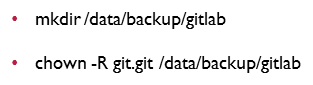 • mkdir /data/backup/gitlab
• chown -R git.git /data/backup/gitlab